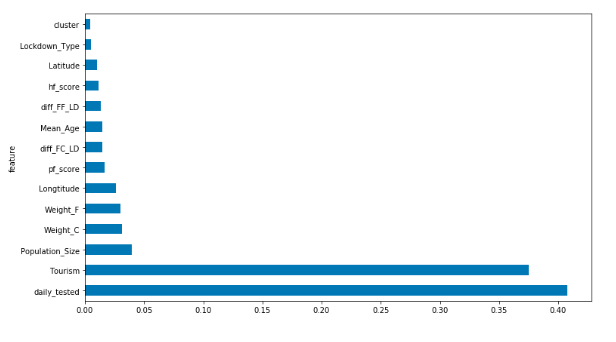 cluster
Lockdown_Type
Latitude
hf_score
diff_FF_LD
Mean_Age
diff_FC_LD
pf_score
Longtitude
Weight_F
Weight_C
Population_Size
Tourism
daily_tested
feature
0.00 0.05 0.10 0.15 0.20 0.25 0.30 0.35 0.40